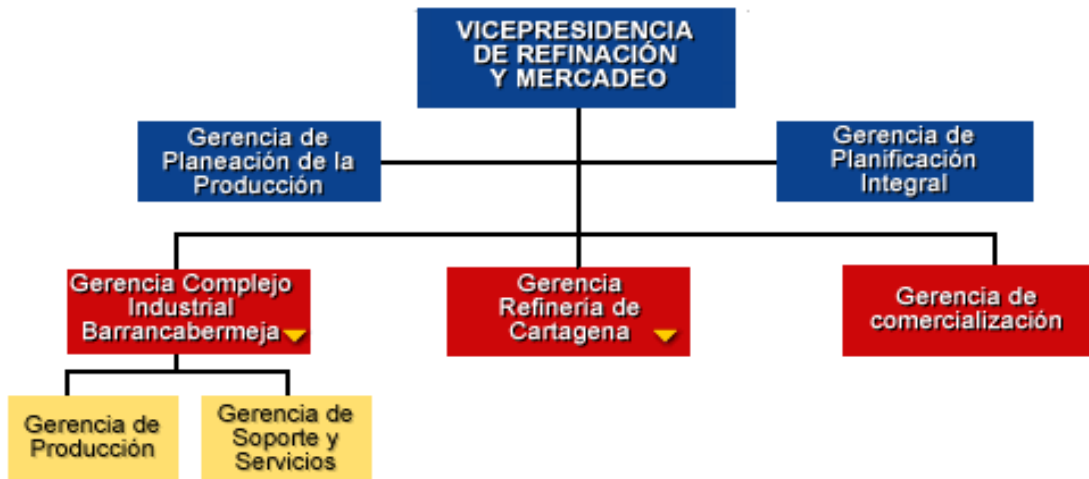 VICEPRESIDENCIA
DE REFINACIÓN
Y MERCADEO
Gerencia de
Planeación de la
Producción
Gerencia de
Planificación
Integral
Gerencia Complejo
Industrial
Barrancabermeja
Gerencia
Refinería de
Cartagena
Gerencia de
comercialización
Gerencia de
Producción
Gerencia de
Soporte y
Servicios